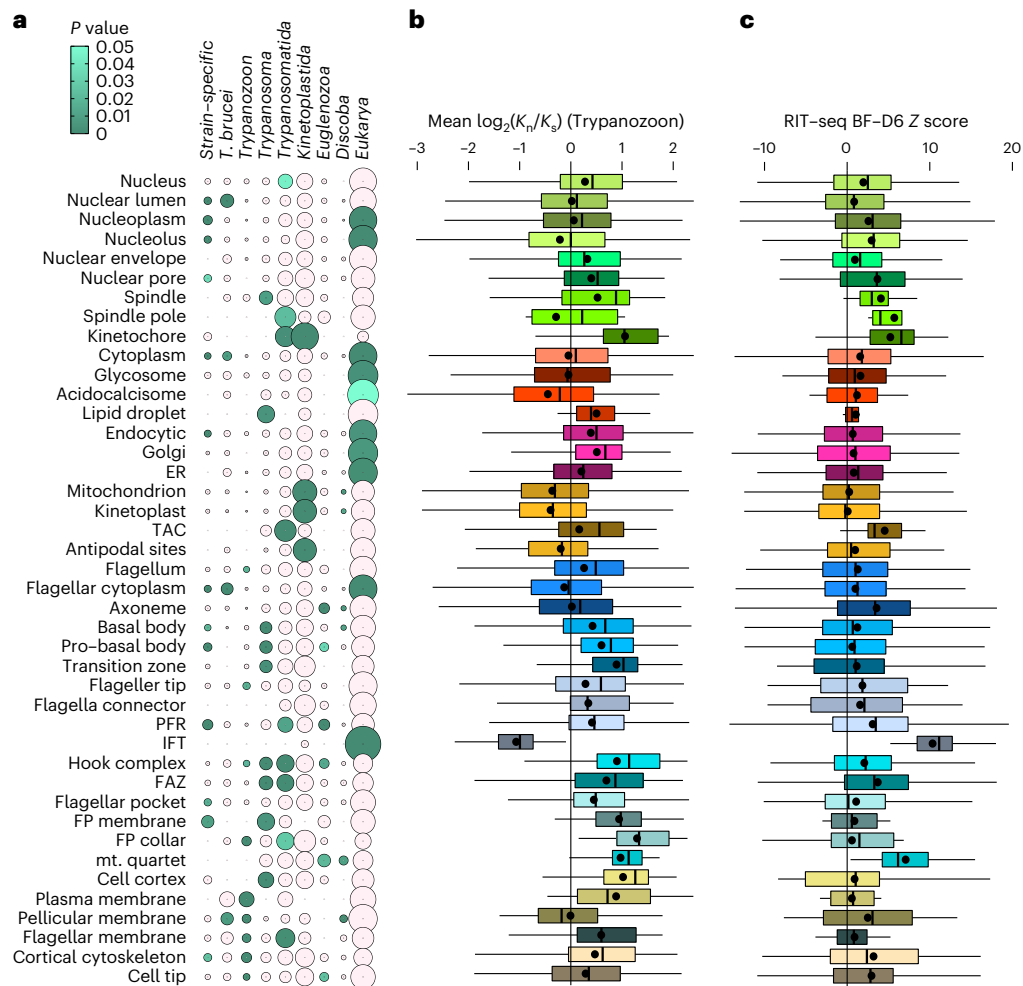 a
b
c
P value
0.05
0.04
0.03
0.02
0.01
0
Strain-specific
T. brucei
Trypanozoon
Trypanosoma
Trypanosomatida
Kinetoplastida
Euglenozoa
Discoba
Eukarya
Mean log2(Kn/Ks) (Trypanozoon)
–3 –2 –1 0 1 2
RIT–seq BF–D6 Z score
–10 0 10 20
Nucleus
Nuclear lumen
Nucleoplasm
Nucleolus
Nuclear envelope
Nuclear pore
Spindle
Spindle pole
Kinetochore
Cytoplasm
Glycosome
Acidocalcisome
Lipid droplet
Endocytic
Golgi
ER
Mitochondrion
Kinetoplast
TAC
Antipodal sites
Flagellum
Flagellar cytoplasm
Axoneme
Basal body
Pro–basal body
Transition zone
Flageller tip
Flagella connector
PFR
IFT
Hook complex
FAZ
Flagellar pocket
FP membrane
FP collar
mt. quartet
Cell cortex
Plasma membrane
Pellicular membrane
Flagellar membrane
Cortical cytoskeleton
Cell tip